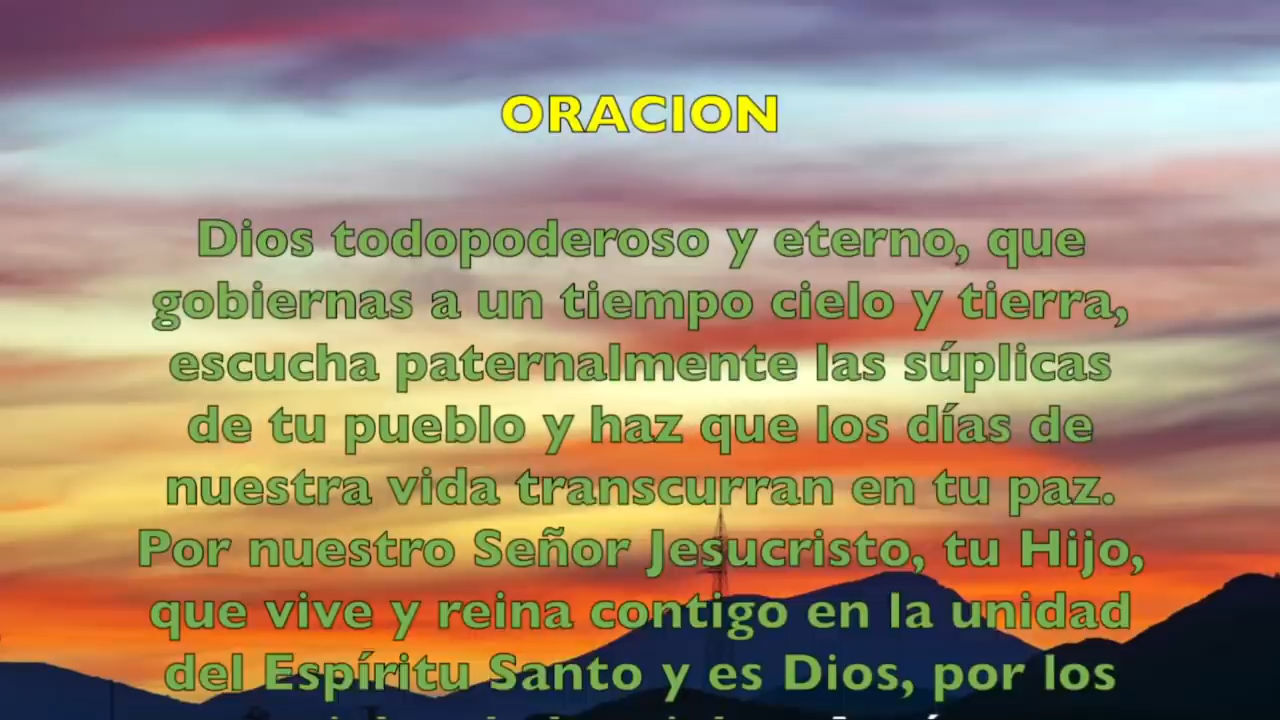 ORACION
Dios todopoderoso y eterno, que
gobiernas a un tiempo cielo y tierra,
escucha paternalmente las súplicas
de tu pueblo y haz que los días de
nuestra vida transcurran en tu paz.
Por nuestro Señor Jesucristo, tu Hijo,
que vive y reina contigo en la unidad
del Espíritu Santo y es Dios, por los